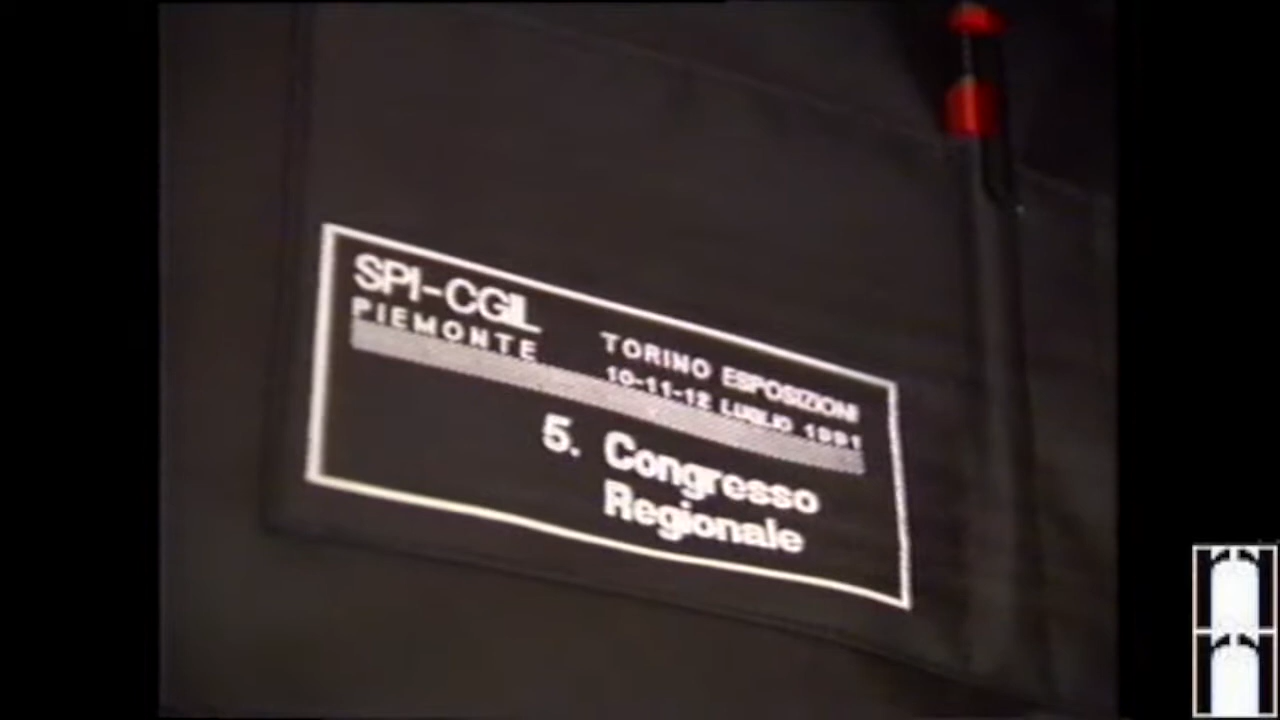 SPI-CGIL
PIEMONTE
TORINO ESPOSIZIONI
10-11-12 LUGLIO 1991
5. Congresso
Regionale